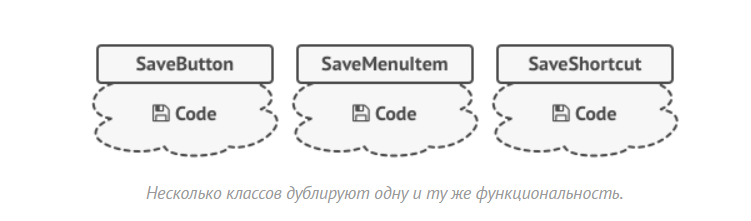 SaveButton SaveMenuItem SaveShortcut
Code Code Code
Несколько классов дублируют одну и ту же функциональность.